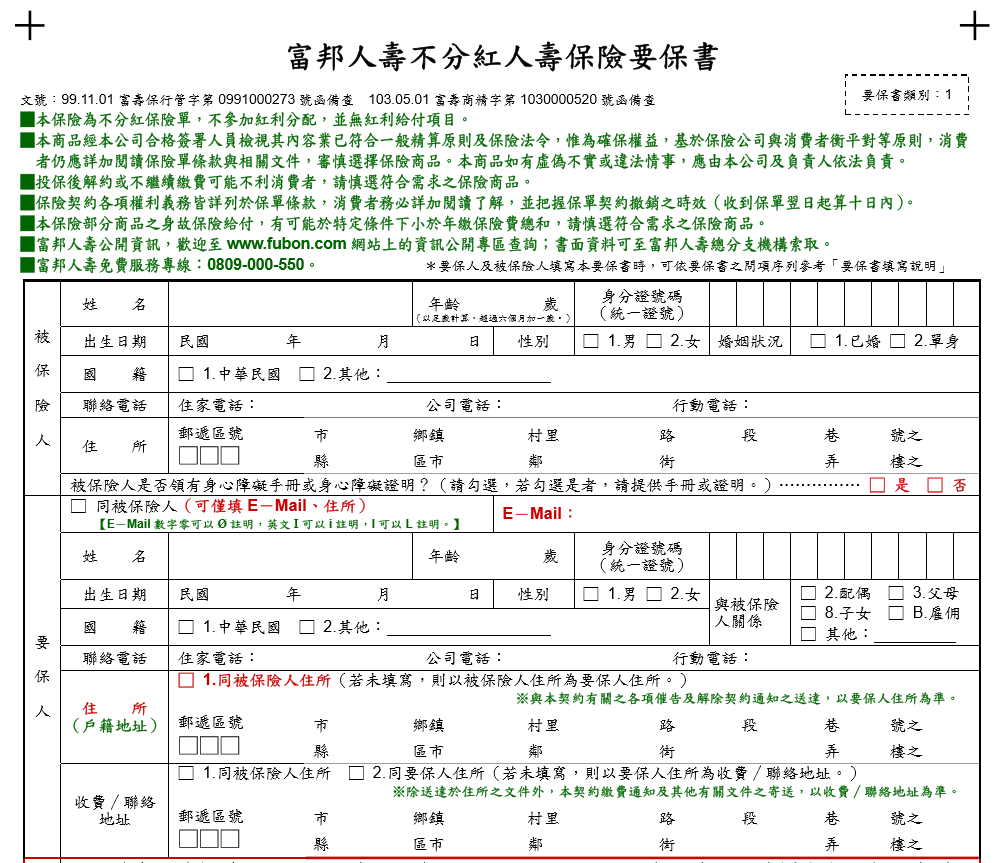 富邦人壽不分紅人壽保險要保書
要保書類別：1
文號：99.11.01 富壽保行管字第 0991000273 號函備查　103.05.01 富壽商精字第 1030000520 號函備查
■本保險為不分紅保險單，不參加紅利分配，並無紅利給付項目。
■本商品經本公司合格簽署人員檢視其內容業已符合一般精算原則及保險法令，惟為確保權益，基於保險公司與消費者衡平對等原則，消費
者仍應詳加閱讀保險單條款與相關文件，審慎選擇保險商品。本商品如有虛偽不實或違法情事，應由本公司及負責人依法負責。
■投保後解約或不繼續繳費可能不利消費者，請慎選符合需求之保險商品。
■保險契約各項權利義務皆詳列於保單條款，消費者務必詳加閱讀了解，並把握保單契約撤銷之時效（收到保單翌日起算十日內）。
■本保險部分商品之身故保險給付，有可能於特定條件下小於年繳保險費總和，請慎選符合需求之保險商品。
■富邦人壽公開資訊，歡迎至 www.fubon.com 網站上的資訊公開專區查詢；書面資料可至富邦人壽總分支機構索取。
■富邦人壽免費服務專線：0809-000-550。　＊要保人及被保險人填寫本要保書時，可依要保書之問項序列參考「要保書填寫說明」
被保險人
姓　名　年齡　歲　身分證號碼
（以足歲計算，超過六個月加一歲。）　（統一證號）
出生日期　民國　年　月　日　性別　□ 1.男 □ 2.女　婚姻狀況　□ 1.已婚 □ 2.單身
國　籍　□ 1.中華民國　□ 2.其他：
聯絡電話　住家電話：　公司電話：　行動電話：
住　所　郵遞區號　市　鄉鎮　村里　路　段　巷　號之
□□□　縣　區市　鄰　街　弄　樓之
被保險人是否領有身心障礙手冊或身心障礙證明？（請勾選，若勾選是者，請提供手冊或證明。）…………… □ 是　□ 否
要保人
□ 同被保險人（可僅填 E－Mail、住所）　E－Mail：
【E－Mail 數字零可以 Ø 註明，英文 I 可以 i 註明，l 可以 L 註明。】
姓　名　年齡　歲　身分證號碼
（統一證號）
出生日期　民國　年　月　日　性別　□ 1.男 □ 2.女　與被保險人關係　□ 2.配偶　□ 3.父母
□ 8.子女　□ B.雇佣
國　籍　□ 1.中華民國　□ 2.其他：　□ 其他：
聯絡電話　住家電話：　公司電話：　行動電話：
住　所
（戶籍地址）
□ 1.同被保險人住所（若未填寫，則以被保險人住所為要保人住所。）
※與本契約有關之各項催告及解除契約通知之送達，以要保人住所為準。
郵遞區號　市　鄉鎮　村里　路　段　巷　號之
□□□　縣　區市　鄰　街　弄　樓之
收費／聯絡
地址
□ 1.同被保險人住所　□ 2.同要保人住所（若未填寫，則以要保人住所為收費／聯絡地址。）
※除送達於住所之文件外，本契約繳費通知及其他有關文件之寄送，以收費／聯絡地址為準。
郵遞區號　市　鄉鎮　村里　路　段　巷　號之
□□□　縣　區市　鄰　街　弄　樓之